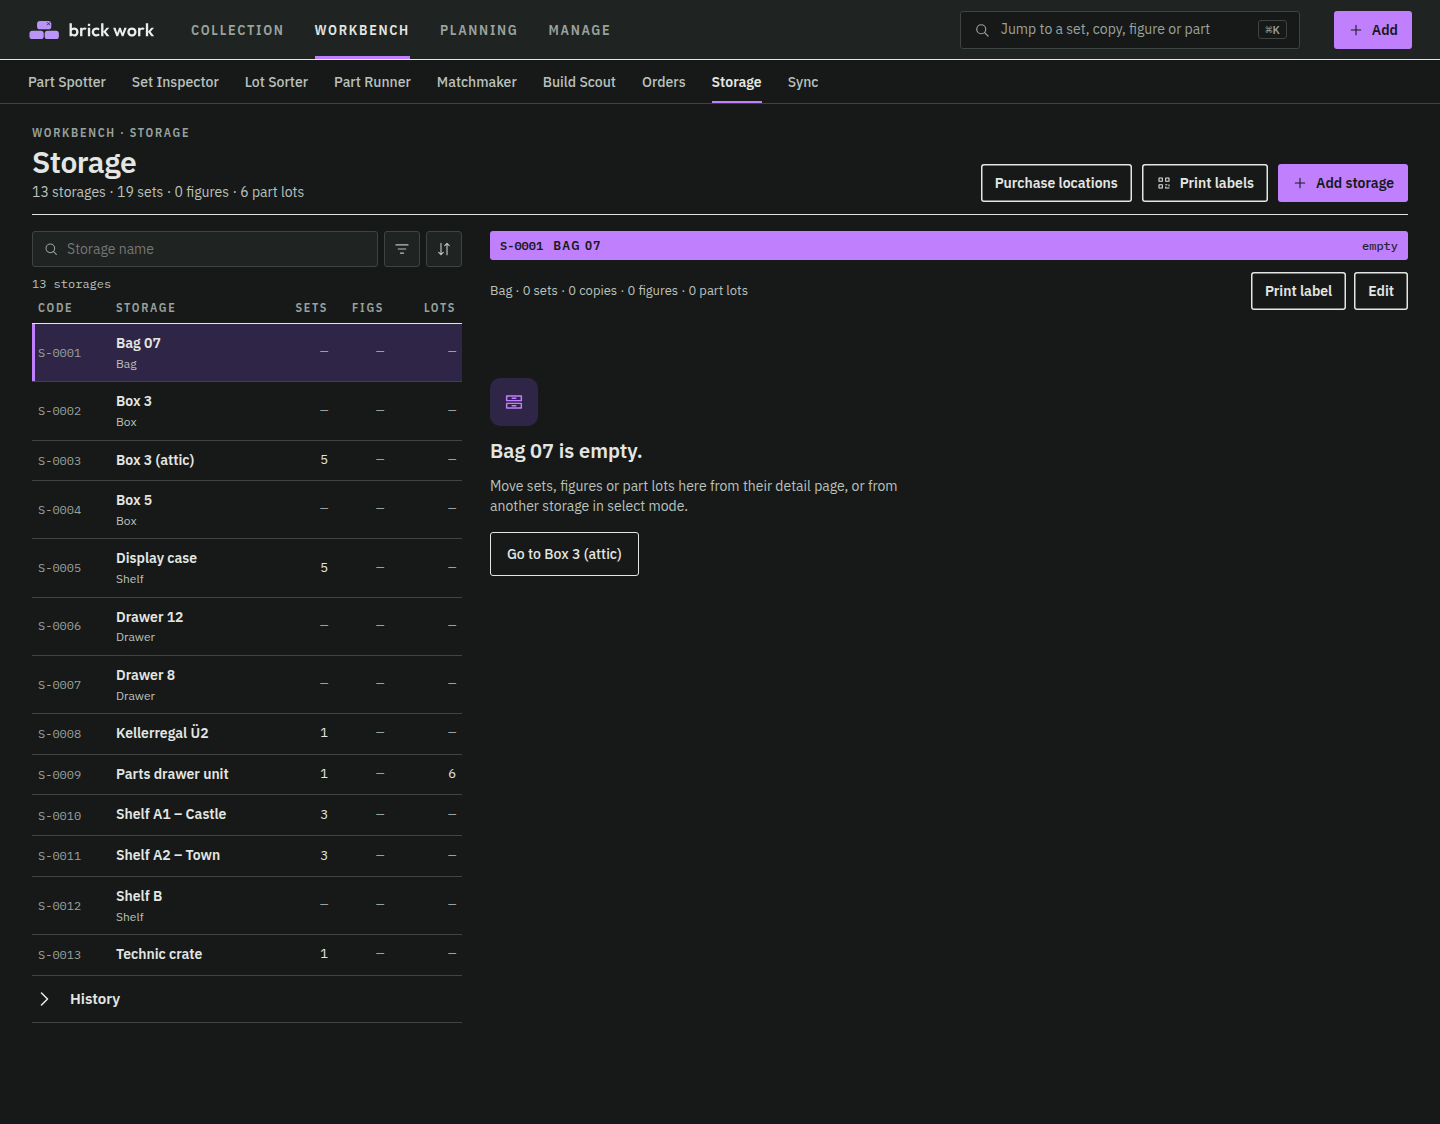 brick work
COLLECTION
WORKBENCH
PLANNING
MANAGE
Jump to a set, copy, figure or part
⌘K
+ Add
Part Spotter
Set Inspector
Lot Sorter
Part Runner
Matchmaker
Build Scout
Orders
Storage
Sync
WORKBENCH · STORAGE
Storage
13 storages · 19 sets · 0 figures · 6 part lots
Purchase locations
Print labels
+ Add storage
Storage name
13 storages
CODE STORAGE SETS FIGS LOTS
S-0001 Bag 07 – – –
Bag
S-0002 Box 3 – – –
Box
S-0003 Box 3 (attic) 5 – –
S-0004 Box 5 – – –
Box
S-0005 Display case 5 – –
Shelf
S-0006 Drawer 12 – – –
Drawer
S-0007 Drawer 8 – – –
Drawer
S-0008 Kellerregal Ü2 1 – –
S-0009 Parts drawer unit 1 – 6
S-0010 Shelf A1 – Castle 3 – –
S-0011 Shelf A2 – Town 3 – –
S-0012 Shelf B – – –
Shelf
S-0013 Technic crate 1 – –
History
S-0001 BAG 07 empty
Bag · 0 sets · 0 copies · 0 figures · 0 part lots
Print label
Edit
Bag 07 is empty.
Move sets, figures or part lots here from their detail page, or from
another storage in select mode.
Go to Box 3 (attic)